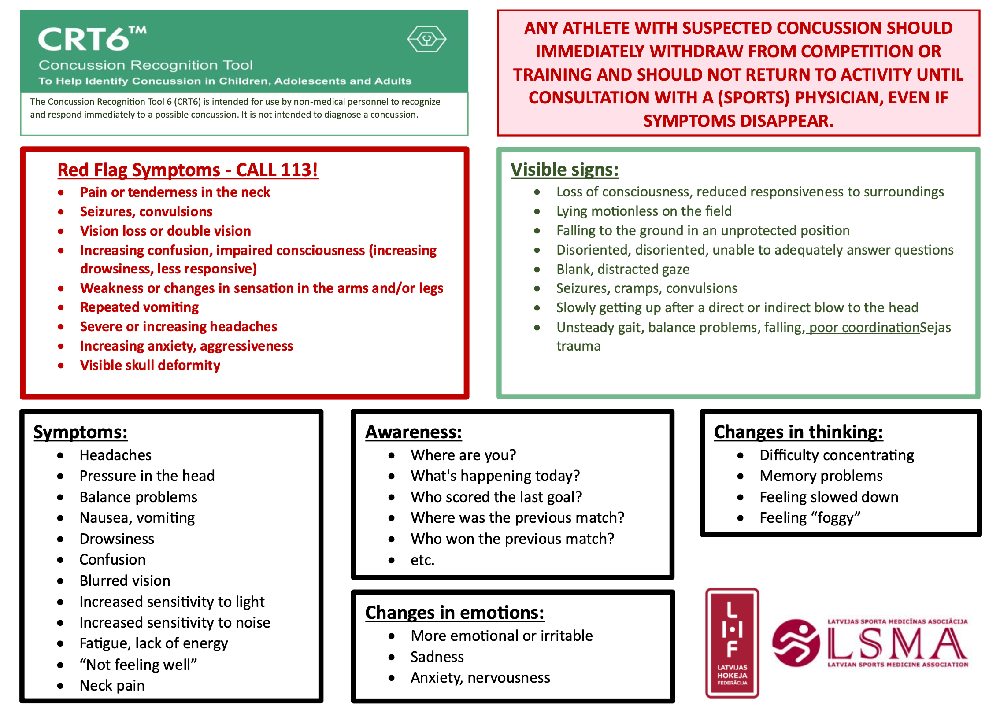 CRT6™
Concussion Recognition Tool
To Help Identify Concussion in Children, Adolescents and Adults
The Concussion Recognition Tool 6 (CRT6) is intended for use by non-medical personnel to recognize
and respond immediately to a possible concussion. It is not intended to diagnose a concussion.
ANY ATHLETE WITH SUSPECTED CONCUSSION SHOULD
IMMEDIATELY WITHDRAW FROM COMPETITION OR
TRAINING AND SHOULD NOT RETURN TO ACTIVITY UNTIL
CONSULTATION WITH A (SPORTS) PHYSICIAN, EVEN IF
SYMPTOMS DISAPPEAR.
Red Flag Symptoms - CALL 113!
• Pain or tenderness in the neck
• Seizures, convulsions
• Vision loss or double vision
• Increasing confusion, impaired consciousness (increasing
drowsiness, less responsive)
• Weakness or changes in sensation in the arms and/or legs
• Repeated vomiting
• Severe or increasing headaches
• Increasing anxiety, aggressiveness
• Visible skull deformity
Visible signs:
• Loss of consciousness, reduced responsiveness to surroundings
• Lying motionless on the field
• Falling to the ground in an unprotected position
• Disoriented, disoriented, unable to adequately answer questions
• Blank, distracted gaze
• Seizures, cramps, convulsions
• Slowly getting up after a direct or indirect blow to the head
• Unsteady gait, balance problems, falling, poor coordinationSejas
trauma
Symptoms:
• Headaches
• Pressure in the head
• Balance problems
• Nausea, vomiting
• Drowsiness
• Confusion
• Blurred vision
• Increased sensitivity to light
• Increased sensitivity to noise
• Fatigue, lack of energy
• “Not feeling well”
• Neck pain
Awareness:
• Where are you?
• What's happening today?
• Who scored the last goal?
• Where was the previous match?
• Who won the previous match?
• etc.
Changes in emotions:
• More emotional or irritable
• Sadness
• Anxiety, nervousness
Changes in thinking:
• Difficulty concentrating
• Memory problems
• Feeling slowed down
• Feeling “foggy”
L
H
F
LATVIJAS
HOKEJA
FEDERĀCIJA
LATVIJAS SPORTA MEDICĪNAS ASOCIĀCIJA
LSMA
LATVIAN SPORTS MEDICINE ASSOCIATION